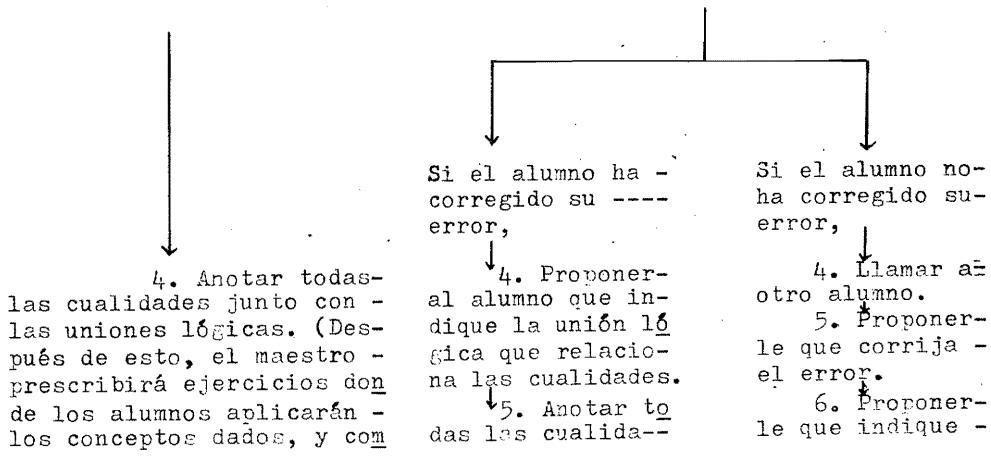 4. Anotar todas-
las cualidades junto con -
las uniones lógicas. (Des-
pués de esto, el maestro -
prescribirá ejercicios don
de los alumnos aplicarán -
los conceptos dados, y com
Si el alumno ha -
corregido su ----
error,
4. Proponer-
al alumno que in-
dique la unión ló
gica que relacio-
na las cualidades.
5. Anotar to
das las cualida--
Si el alumno no-
ha corregido su-
error,
4. Llamar a
otro alumno.
5. Proponer-
le que corrija -
el error.
6. Proponer-
le que indique -